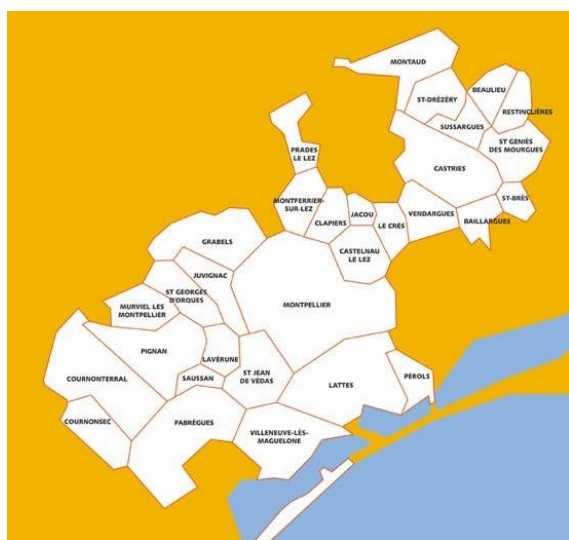 MONTAUD
BEAULIEU
ST-DRÉZÉRY
RESTINCLIÈRES
SUSSARGUES
ST GENIÈS
DES MOURGUES
PRADES
LE LEZ
CASTRIES
ST-BRÈS
MONTFERRIER-
SUR-LEZ
JACOU
VENDARGUES
BAILLARGUES
CLAPIERS
LE CRÈS
GRABELS
CASTELNAU
LE LEZ
JUVIGNAC
ST GEORGES
D'ORQUES
MONTPELLIER
MURVIEL LES
MONTPELLIER
PIGNAN
LAVÉRUNE
ST JEAN
DE VÉDAS
LATTES
PÉROLS
COURNONTERRAL
SAUSSAN
COURNONSEC
FABRÈGUES
VILLENEUVE-LÈS-
MAGUELONE